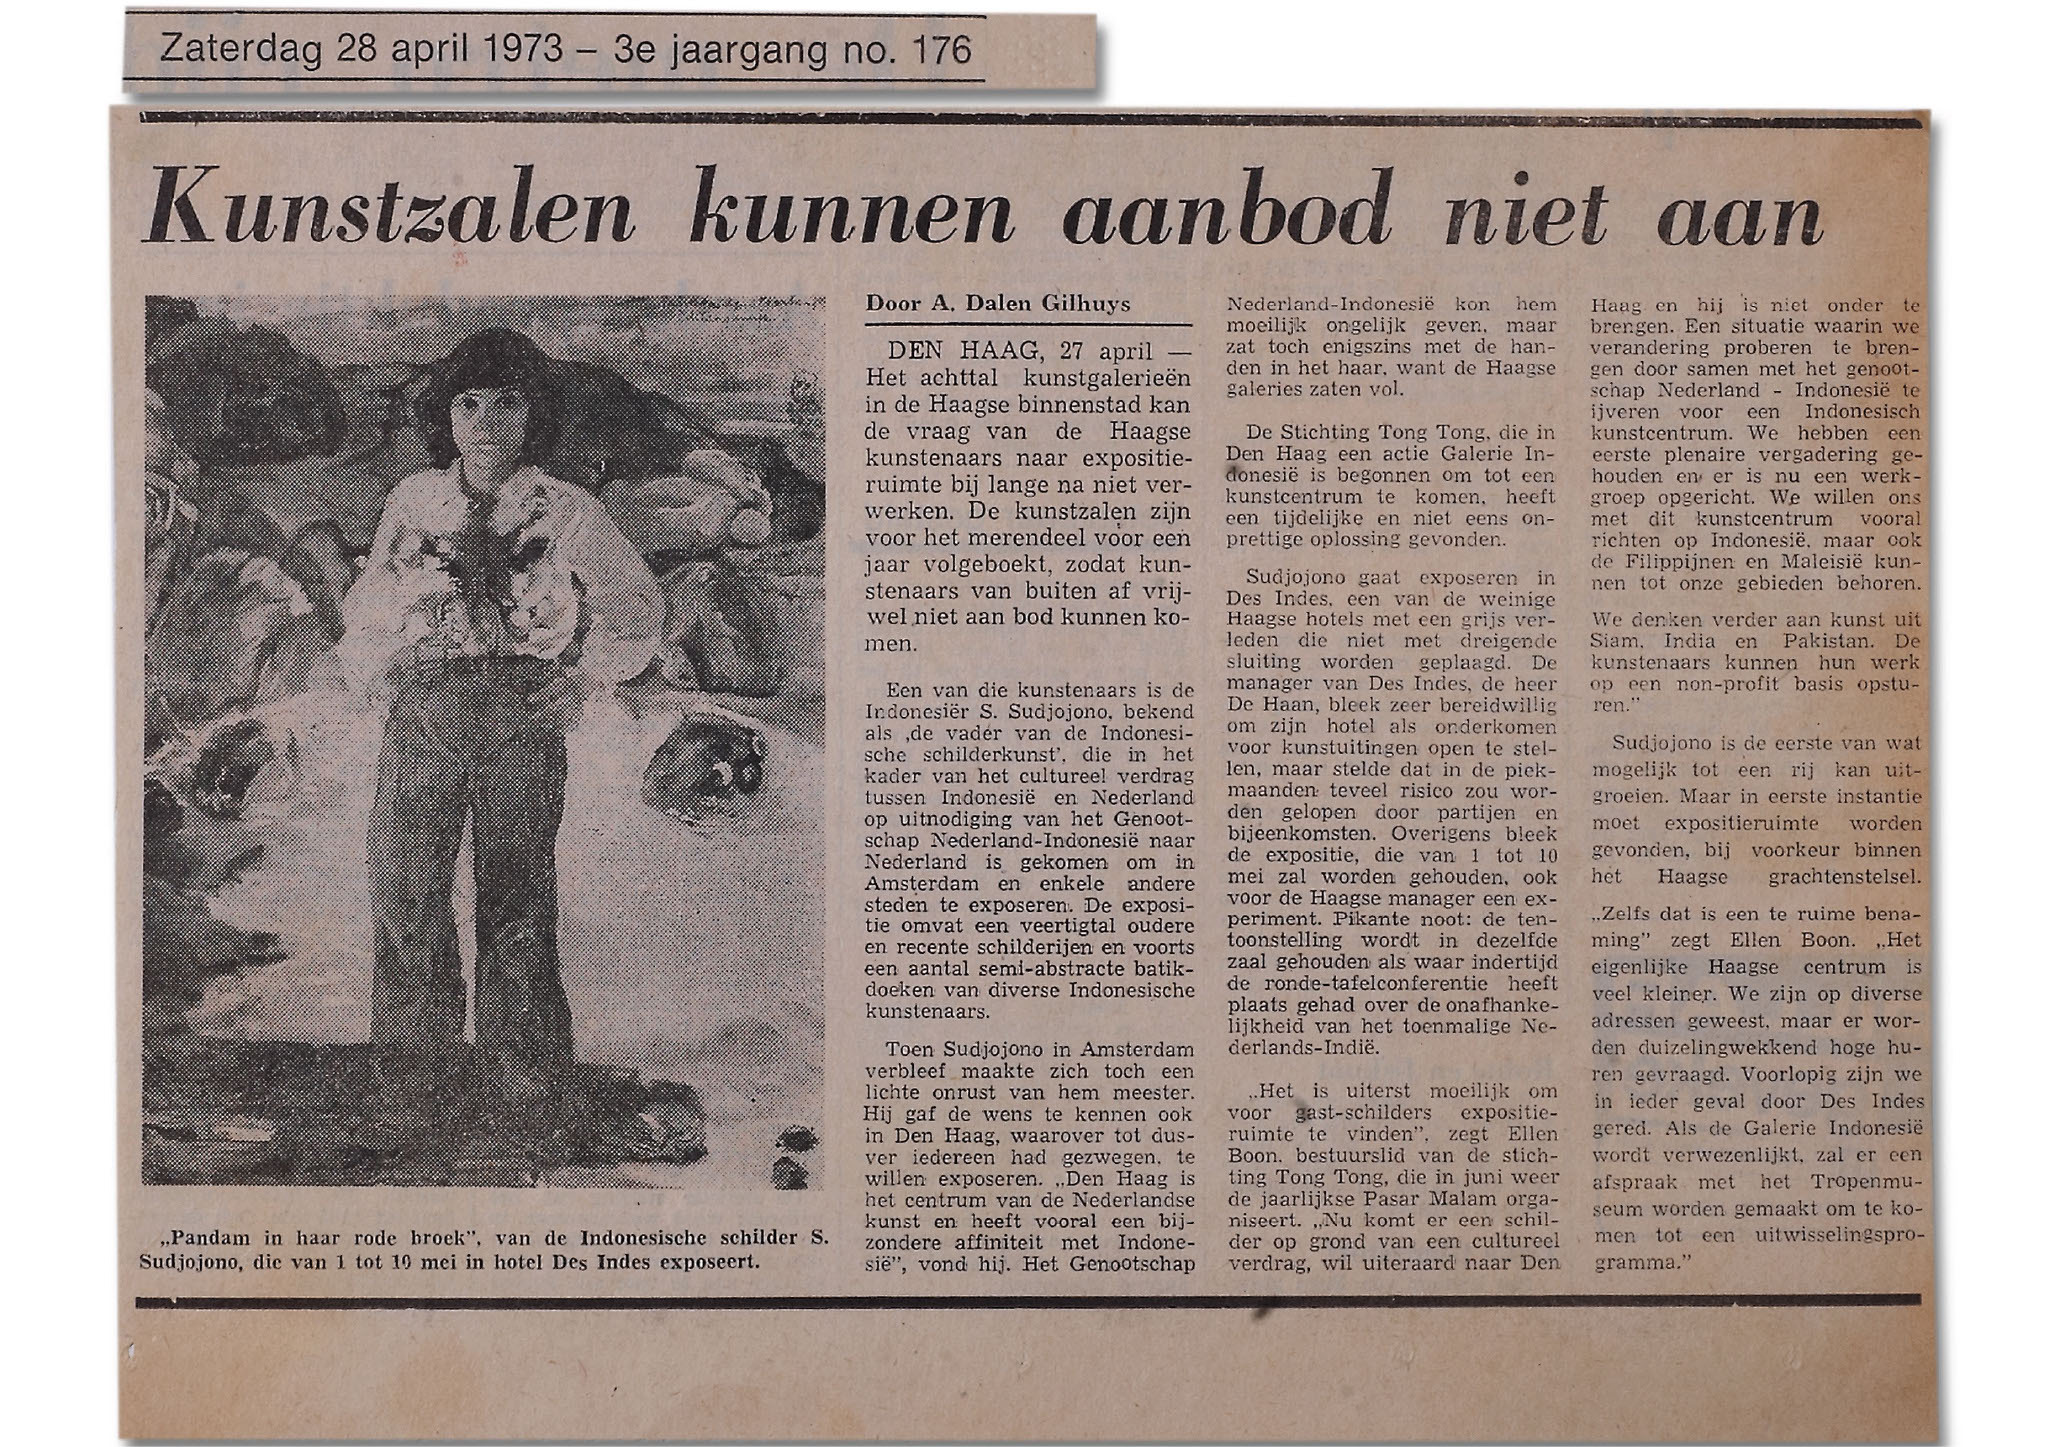 Zaterdag 28 april 1973 – 3e jaargang no. 176
Kunstzalen kunnen aanbod niet aan
„Pandam in haar rode broek”, van de Indonesische schilder S.
Sudjojono, die van 1 tot 10 mei in hotel Des Indes exposeert.
Door A. Dalen Gilhuys
DEN HAAG, 27 april —
Het achttal kunstgalerieën
in de Haagse binnenstad kan
de vraag van de Haagse
kunstenaars naar expositie-
ruimte bij lange na niet ver-
werken. De kunstzalen zijn
voor het merendeel voor een
jaar volgeboekt, zodat kun-
stenaars van buiten af vrij-
wel niet aan bod kunnen ko-
men.
Een van die kunstenaars is de
Indonesiër S. Sudjojono, bekend
als ‚de vader van de Indonesi-
sche schilderkunst’, die in het
kader van het cultureel verdrag
tussen Indonesië en Nederland
op uitnodiging van het Genoot-
schap Nederland-Indonesië naar
Nederland is gekomen om in
Amsterdam en enkele andere
steden te exposeren. De exposi-
tie omvat een veertigtal oudere
en recente schilderijen en voorts
een aantal semi-abstracte batik-
doeken van diverse Indonesische
kunstenaars.
Toen Sudjojono in Amsterdam
verbleef maakte zich toch een
lichte onrust van hem meester.
Hij gaf de wens te kennen ook
in Den Haag, waarover tot dus-
ver iedereen had gezwegen, te
willen exposeren. „Den Haag is
het centrum van de Nederlandse
kunst en heeft vooral een bij-
zondere affiniteit met Indone-
sië”, vond hij. Het Genootschap
Nederland-Indonesië kon hem
moeilijk ongelijk geven, maar
zat toch enigszins met de han-
den in het haar, want de Haagse
galeries zaten vol.
De Stichting Tong Tong, die in
Den Haag een actie Galerie In-
donesië is begonnen om tot een
kunstcentrum te komen, heeft
een tijdelijke en niet eens on-
prettige oplossing gevonden.
Sudjojono gaat exposeren in
Des Indes, een van de weinige
Haagse hotels met een grijs ver-
leden die niet met dreigende
sluiting worden geplaagd. De
manager van Des Indes, de heer
De Haan, bleek zeer bereidwillig
om zijn hotel als onderkomen
voor kunstuitingen open te stel-
len, maar stelde dat in de piek-
maanden teveel risico zou wor-
den gelopen door partijen en
bijeenkomsten. Overigens bleek
de expositie, die van 1 tot 10
mei zal worden gehouden, ook
voor de Haagse manager een ex-
periment. Pikante noot: de ten-
toonstelling wordt in dezelfde
zaal gehouden als waar indertijd
de ronde-tafelconferentie heeft
plaats gehad over de onafhanke-
lijkheid van het toenmalige Ne-
derlands-Indië.
„Het is uiterst moeilijk om
voor gast-schilders expositie-
ruimte te vinden”, zegt Ellen
Boon, bestuurslid van de stich-
ting Tong Tong, die in juni weer
de jaarlijkse Pasar Malam orga-
niseert. „Nu komt er een schil-
der op grond van een cultureel
verdrag, wil uiteraard naar Den
Haag en hij is niet onder te
brengen. Een situatie waarin we
verandering proberen te bren-
gen door samen met het genoot-
schap Nederland - Indonesië te
ijveren voor een Indonesisch
kunstcentrum. We hebben een
eerste plenaire vergadering ge-
houden en er is nu een werk-
groep opgericht. We willen ons
met dit kunstcentrum vooral
richten op Indonesië, maar ook
de Filippijnen en Maleisië kun-
nen tot onze gebieden behoren.
We denken verder aan kunst uit
Siam, India en Pakistan. De
kunstenaars kunnen hun werk
op een non-profit basis opstu-
ren.”
Sudjojono is de eerste van wat
mogelijk tot een rij kan uit-
groeien. Maar in eerste instantie
moet expositieruimte worden
gevonden, bij voorkeur binnen
het Haagse grachtenstelsel.
„Zelfs dat is een te ruime bena-
ming” zegt Ellen Boon. „Het
eigenlijke Haagse centrum is
veel kleiner. We zijn op diverse
adressen geweest, maar er wor-
den duizelingwekkend hoge hu-
ren gevraagd. Voorlopig zijn we
in ieder geval door Des Indes
gered. Als de Galerie Indonesië
wordt verwezenlijkt, zal er een
afspraak met het Tropenmu-
seum worden gemaakt om te ko-
men tot een uitwisselingspro-
gramma.”